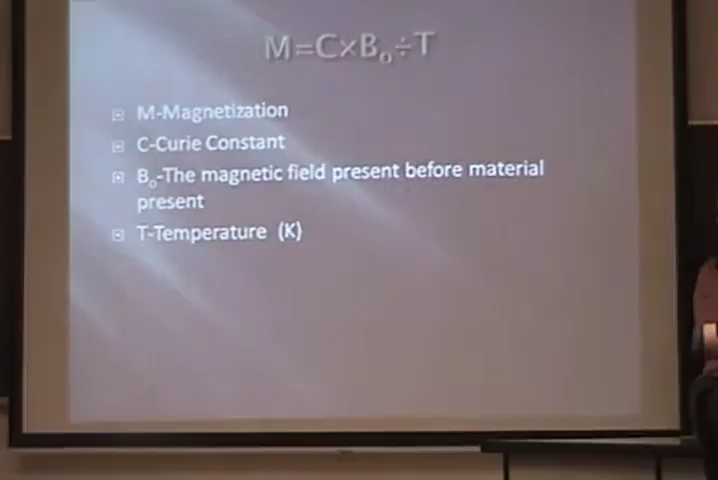 M=C×B₀÷T
M-Magnetization
C-Curie Constant
B₀-The magnetic field present before material
present
T-Temperature (K)